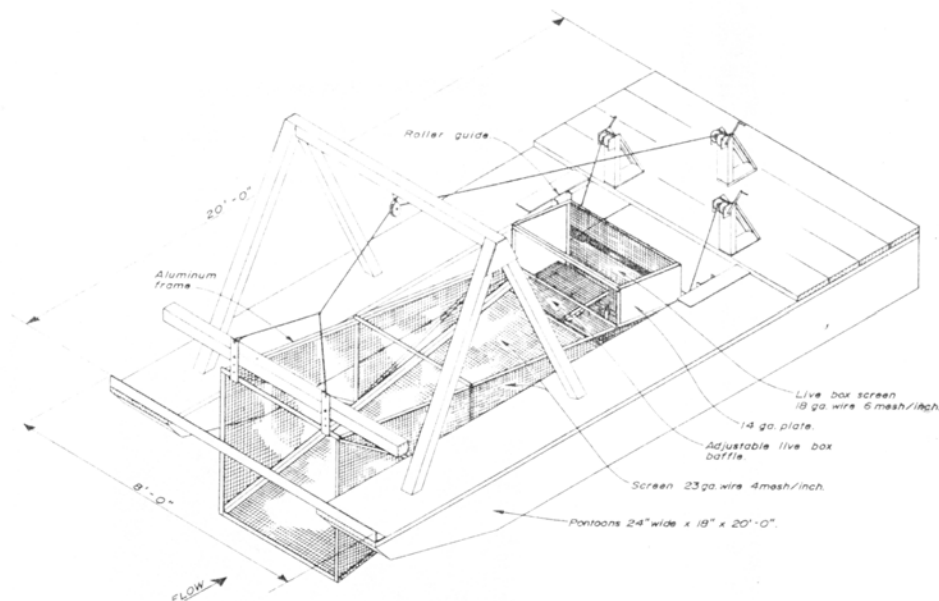 Roller guide
20'-0"
Aluminum
frame
Live box screen
18 ga. wire 6 mesh/inch.
14 ga. plate.
Adjustable live box
baffle.
Screen 23 ga. wire 4 mesh/inch.
Pontoons 24" wide x 18" x 20'-0".
8'-0"
FLOW